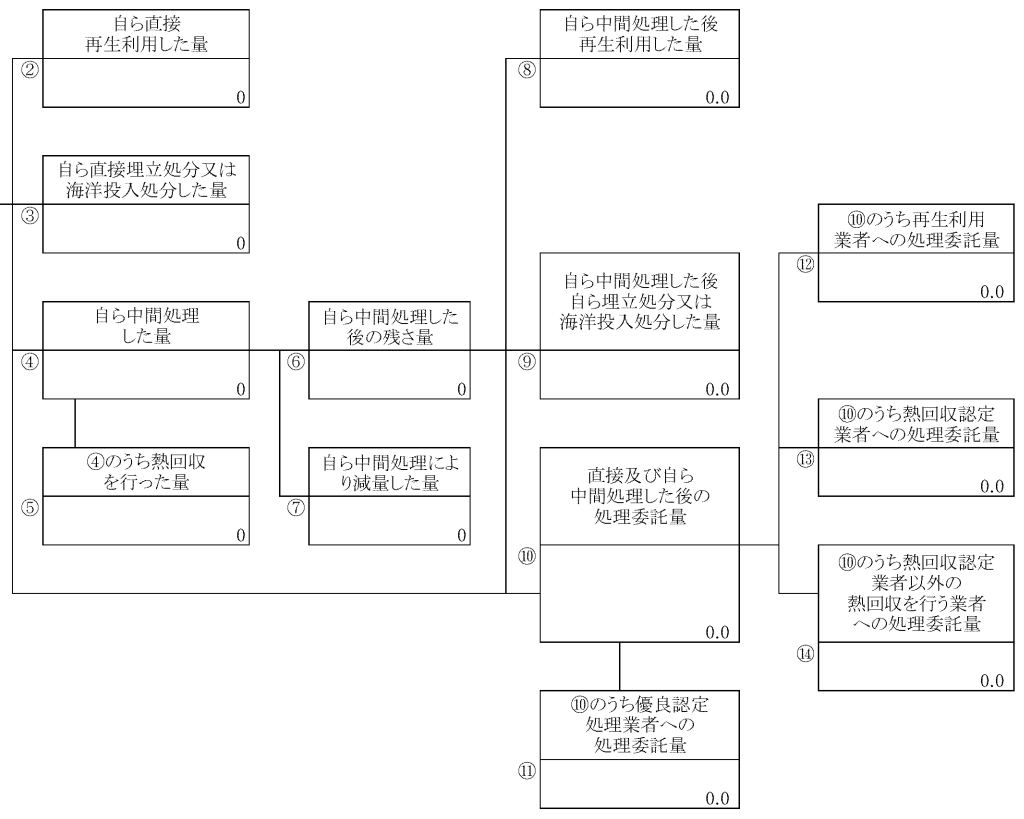 自ら直接
再生利用した量
②
0
自ら直接埋立処分又は
海洋投入処分した量
③
0
自ら中間処理
した量
④
0
④のうち熱回収
を行った量
⑤
0
自ら中間処理した
後の残さ量
⑥
0
自ら中間処理によ
り減量した量
⑦
0
自ら中間処理した後
再生利用した量
⑧
0.0
自ら中間処理した後
自ら埋立処分又は
海洋投入処分した量
⑨
0.0
直接及び自ら
中間処理した後の
処理委託量
⑩
0.0
⑩のうち優良認定
処理業者への
処理委託量
⑪
0.0
⑩のうち再生利用
業者への処理委託量
⑫
0.0
⑩のうち熱回収認定
業者への処理委託量
⑬
0.0
⑩のうち熱回収認定
業者以外の
熱回収を行う業者
への処理委託量
⑭
0.0